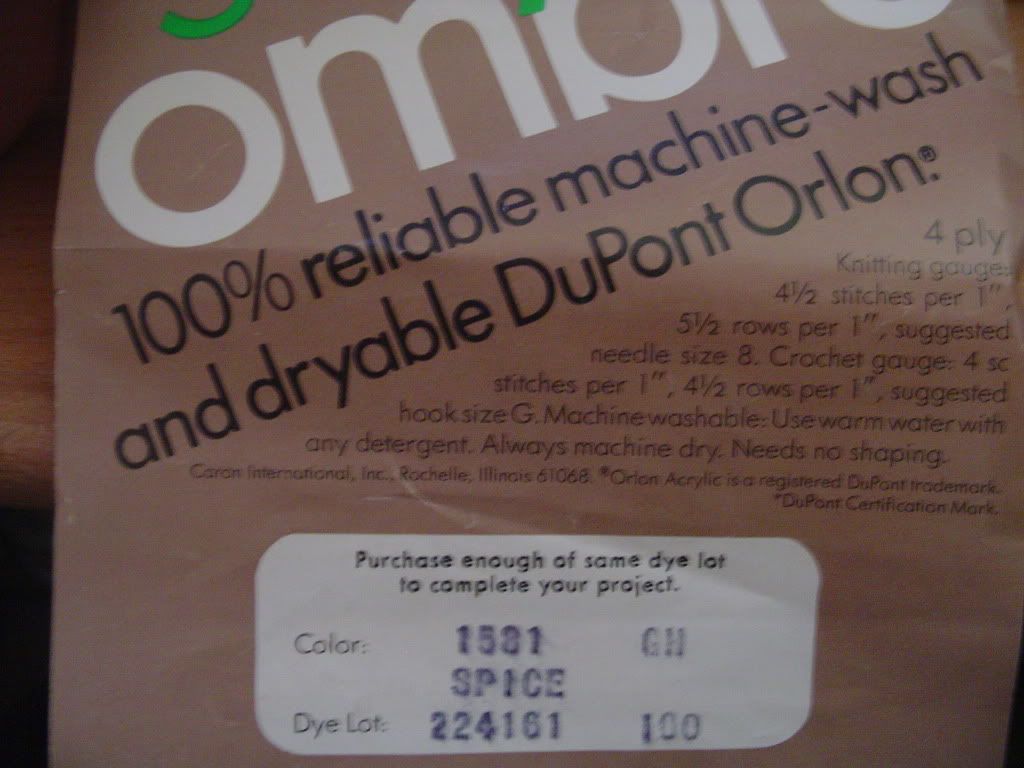 ombre
100% reliable machine-wash
and dryable DuPont Orlon.®
4 ply
Knitting gauge:
4½ stitches per 1",
5½ rows per 1", suggested
needle size 8. Crochet gauge: 4 sc
stitches per 1", 4½ rows per 1", suggested
hook size G. Machine washable: Use warm water with
any detergent. Always machine dry. Needs no shaping.
Caron International, Inc., Rochelle, Illinois 61068. ®Orlon Acrylic is a registered DuPont trademark.
*DuPont Certification Mark.
Purchase enough of same dye lot
to complete your project.
Color: 1581 GH
SPICE
Dye Lot: 224161 100